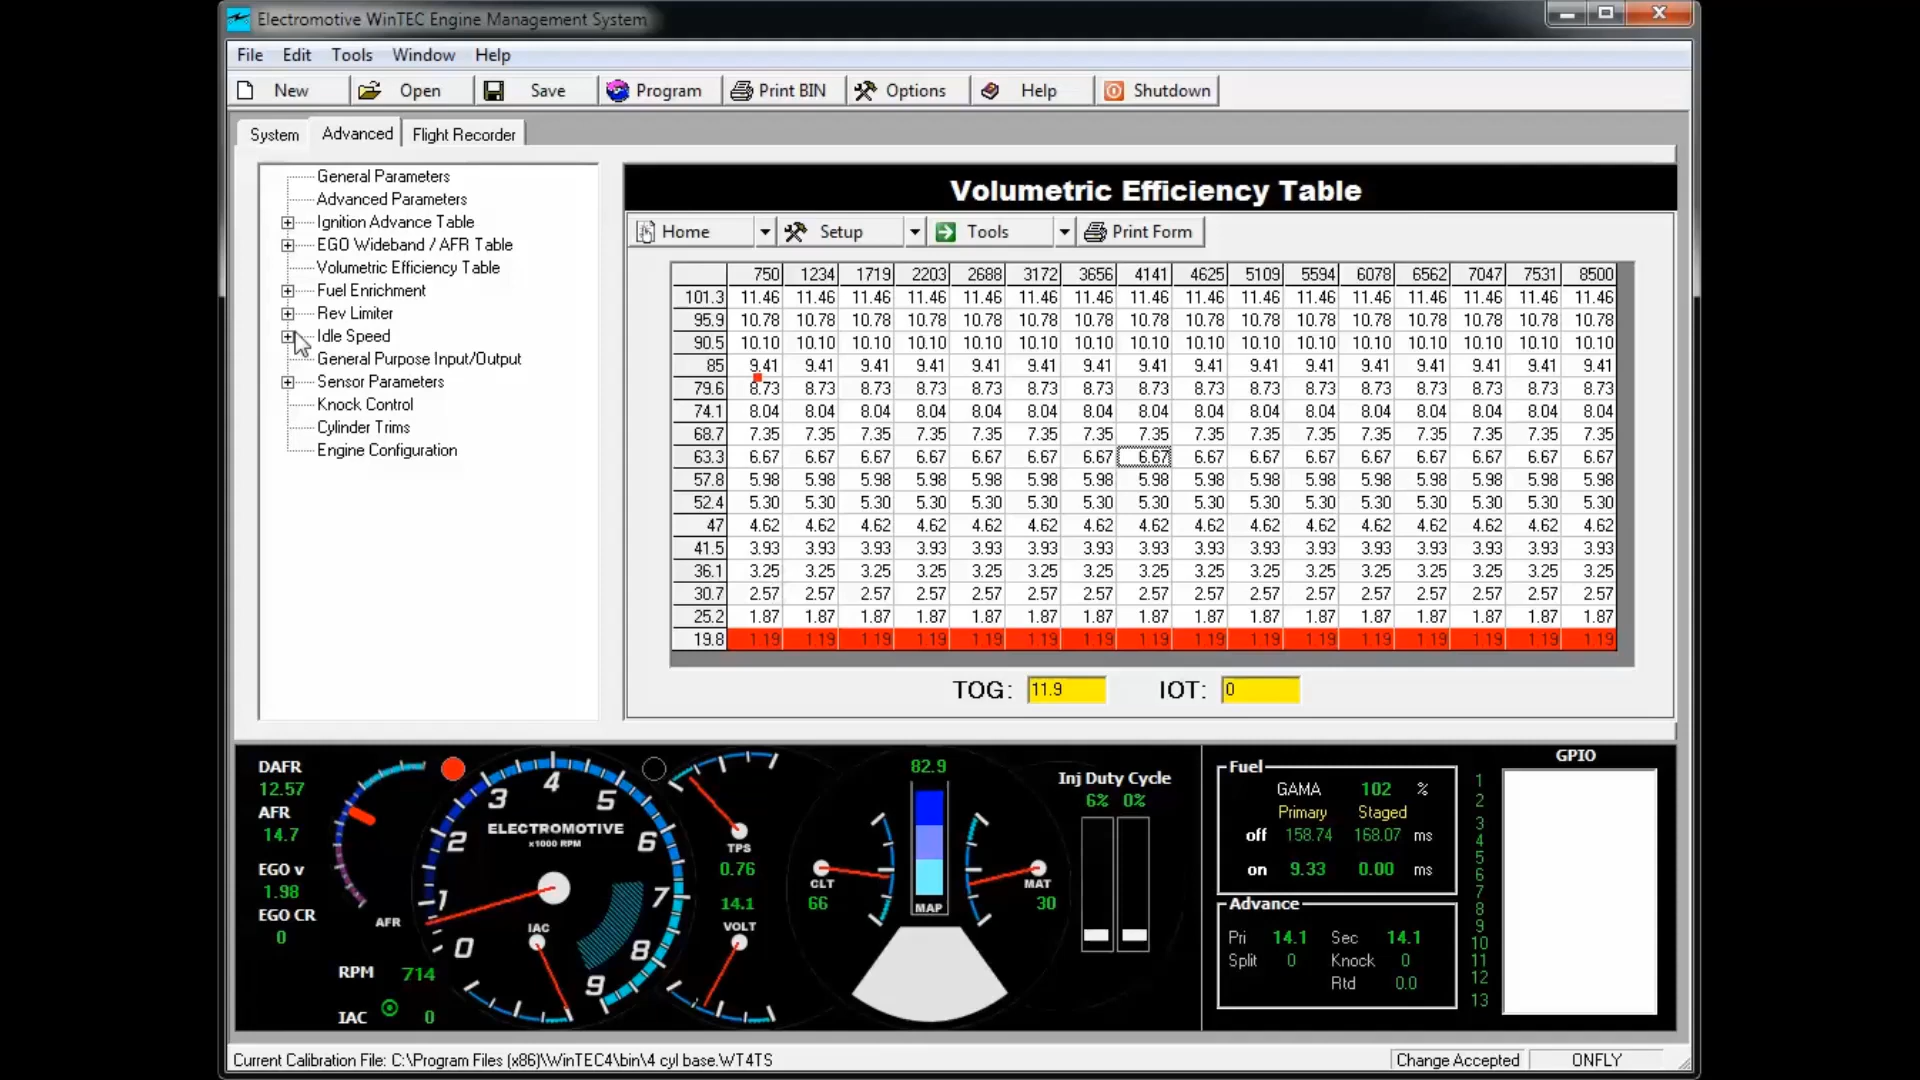 Electromotive WinTEC Engine Management System
File Edit Tools Window Help
New Open Save Program Print BIN Options Help Shutdown
System Advanced Flight Recorder
General Parameters
Advanced Parameters
Ignition Advance Table
EGO Wideband / AFR Table
Volumetric Efficiency Table
Fuel Enrichment
Rev Limiter
Idle Speed
General Purpose Input/Output
Sensor Parameters
Knock Control
Cylinder Trims
Engine Configuration
Volumetric Efficiency Table
Home Setup Tools Print Form
750 1234 1719 2203 2688 3172 3656 4141 4625 5109 5594 6078 6562 7047 7531 8500
101.3 11.46 11.46 11.46 11.46 11.46 11.46 11.46 11.46 11.46 11.46 11.46 11.46 11.46 11.46 11.46 11.46
95.9 10.78 10.78 10.78 10.78 10.78 10.78 10.78 10.78 10.78 10.78 10.78 10.78 10.78 10.78 10.78 10.78
90.5 10.10 10.10 10.10 10.10 10.10 10.10 10.10 10.10 10.10 10.10 10.10 10.10 10.10 10.10 10.10 10.10
85 9.41 9.41 9.41 9.41 9.41 9.41 9.41 9.41 9.41 9.41 9.41 9.41 9.41 9.41 9.41 9.41
79.6 8.73 8.73 8.73 8.73 8.73 8.73 8.73 8.73 8.73 8.73 8.73 8.73 8.73 8.73 8.73 8.73
74.1 8.04 8.04 8.04 8.04 8.04 8.04 8.04 8.04 8.04 8.04 8.04 8.04 8.04 8.04 8.04 8.04
68.7 7.35 7.35 7.35 7.35 7.35 7.35 7.35 7.35 7.35 7.35 7.35 7.35 7.35 7.35 7.35 7.35
63.3 6.67 6.67 6.67 6.67 6.67 6.67 6.67 6.67 6.67 6.67 6.67 6.67 6.67 6.67 6.67 6.67
57.8 5.98 5.98 5.98 5.98 5.98 5.98 5.98 5.98 5.98 5.98 5.98 5.98 5.98 5.98 5.98 5.98
52.4 5.30 5.30 5.30 5.30 5.30 5.30 5.30 5.30 5.30 5.30 5.30 5.30 5.30 5.30 5.30 5.30
47 4.62 4.62 4.62 4.62 4.62 4.62 4.62 4.62 4.62 4.62 4.62 4.62 4.62 4.62 4.62 4.62
41.5 3.93 3.93 3.93 3.93 3.93 3.93 3.93 3.93 3.93 3.93 3.93 3.93 3.93 3.93 3.93 3.93
36.1 3.25 3.25 3.25 3.25 3.25 3.25 3.25 3.25 3.25 3.25 3.25 3.25 3.25 3.25 3.25 3.25
30.7 2.57 2.57 2.57 2.57 2.57 2.57 2.57 2.57 2.57 2.57 2.57 2.57 2.57 2.57 2.57 2.57
25.2 1.87 1.87 1.87 1.87 1.87 1.87 1.87 1.87 1.87 1.87 1.87 1.87 1.87 1.87 1.87 1.87
19.8 1.19 1.19 1.19 1.19 1.19 1.19 1.19 1.19 1.19 1.19 1.19 1.19 1.19 1.19 1.19 1.19
TOG: 11.9 IOT: 0
DAFR
12.57
AFR
14.7
EGO v
1.98
EGO CR
0
AFR
RPM 714
IAC 0
0 1 2 3 4 5 6 7 8 9
ELECTROMOTIVE
x1000 RPM
IAC
TPS
0.76
14.1
VOLT
82.9
CLT
66
MAP
MAT
30
Inj Duty Cycle
6% 0%
Fuel
GAMA 102 %
Primary Staged
off 158.74 168.07 ms
on 9.33 0.00 ms
Advance
Pri 14.1 Sec 14.1
Split 0 Knock 0
Rtd 0.0
GPIO
1
2
3
4
5
6
7
8
9
10
11
12
13
Current Calibration File: C:\Program Files (x86)\WinTEC4\bin\4 cyl base.WT4TS
Change Accepted ONFLY